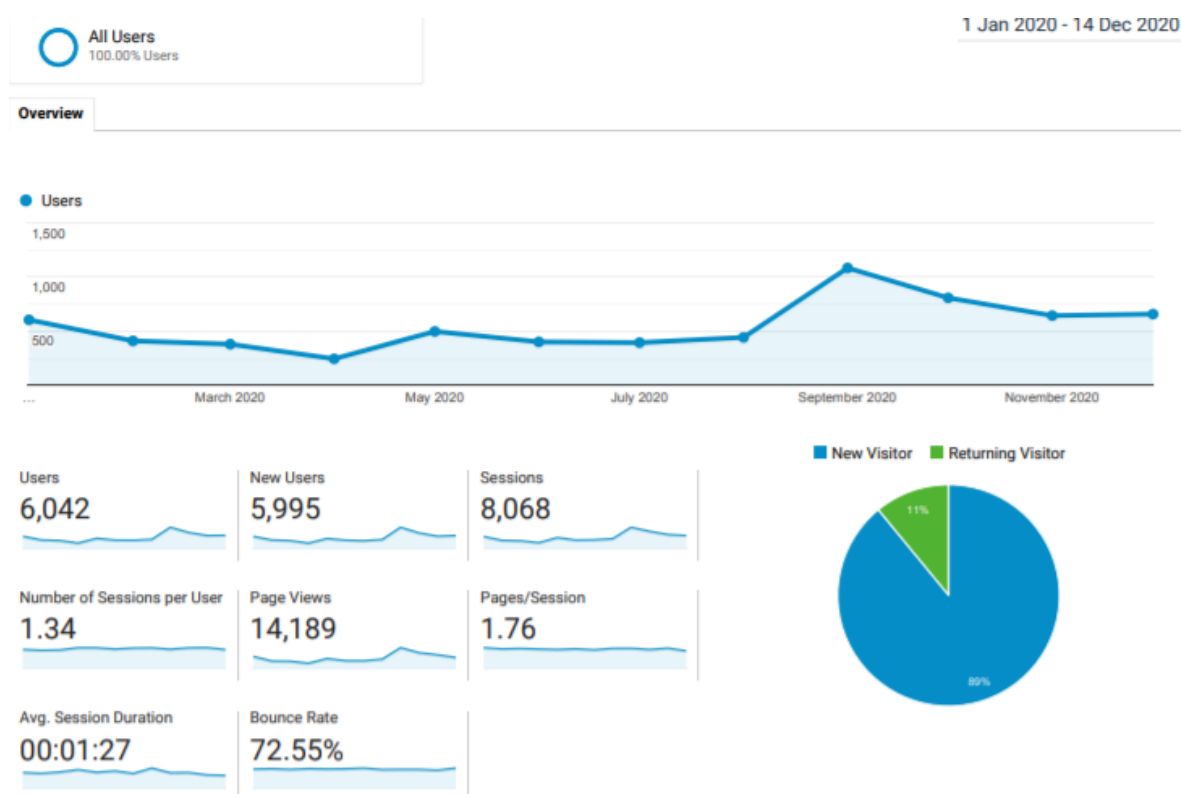 All Users
100.00% Users
1 Jan 2020 - 14 Dec 2020
Overview
Users
1,500
1,000
500
...
March 2020
May 2020
July 2020
September 2020
November 2020
New Visitor
Returning Visitor
Users
New Users
Sessions
6,042
5,995
8,068
Number of Sessions per User
Page Views
Pages/Session
1.34
14,189
1.76
Avg. Session Duration
Bounce Rate
00:01:27
72.55%
11%
89%